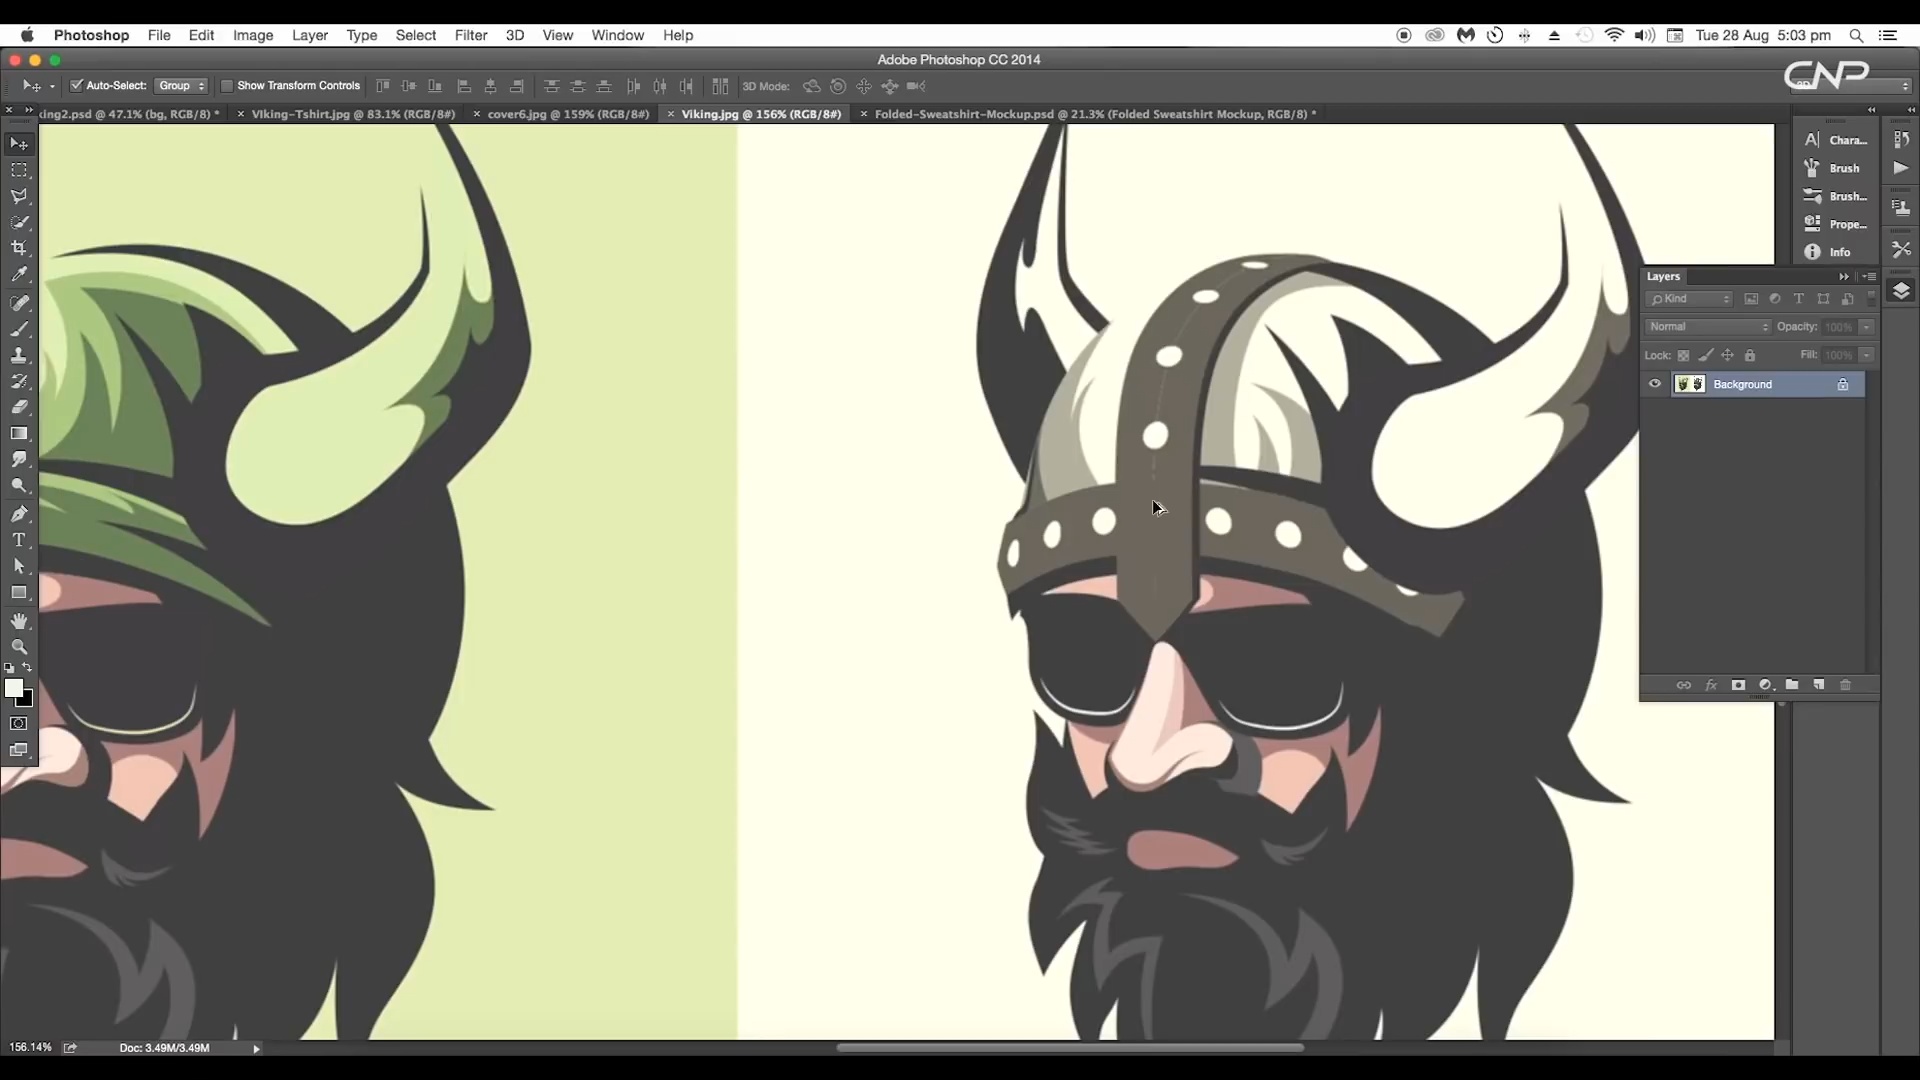 Photoshop File Edit Image Layer Type Select Filter 3D View Window Help Tue 28 Aug 5:03 pm
Adobe Photoshop CC 2014
Auto-Select: Group Show Transform Controls 3D Mode: CNP
king2.psd @ 47.1% (bg, RGB/8) * VIking-Tshirt.jpg @ 83.1% (RGB/8#) cover6.jpg @ 159% (RGB/8#) Viking.jpg @ 156% (RGB/8#) Folded-Sweatshirt-Mockup.psd @ 21.3% (Folded Sweatshirt Mockup, RGB/8) *
Chara...
Brush
Brush...
Prope...
Info
Layers
Kind
Normal Opacity: 100%
Lock: Fill: 100%
Background
156.14% Doc: 3.49M/3.49M